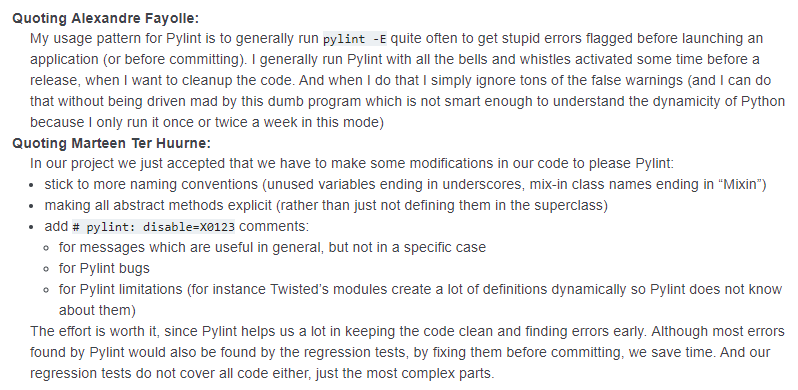 Quoting Alexandre Fayolle:
My usage pattern for Pylint is to generally run pylint -E quite often to get stupid errors flagged before launching an
application (or before committing). I generally run Pylint with all the bells and whistles activated some time before a
release, when I want to cleanup the code. And when I do that I simply ignore tons of the false warnings (and I can do
that without being driven mad by this dumb program which is not smart enough to understand the dynamicity of Python
because I only run it once or twice a week in this mode)
Quoting Marteen Ter Huurne:
In our project we just accepted that we have to make some modifications in our code to please Pylint:
• stick to more naming conventions (unused variables ending in underscores, mix-in class names ending in “Mixin”)
• making all abstract methods explicit (rather than just not defining them in the superclass)
• add # pylint: disable=X0123 comments:
◦ for messages which are useful in general, but not in a specific case
◦ for Pylint bugs
◦ for Pylint limitations (for instance Twisted’s modules create a lot of definitions dynamically so Pylint does not know
about them)
The effort is worth it, since Pylint helps us a lot in keeping the code clean and finding errors early. Although most errors
found by Pylint would also be found by the regression tests, by fixing them before committing, we save time. And our
regression tests do not cover all code either, just the most complex parts.